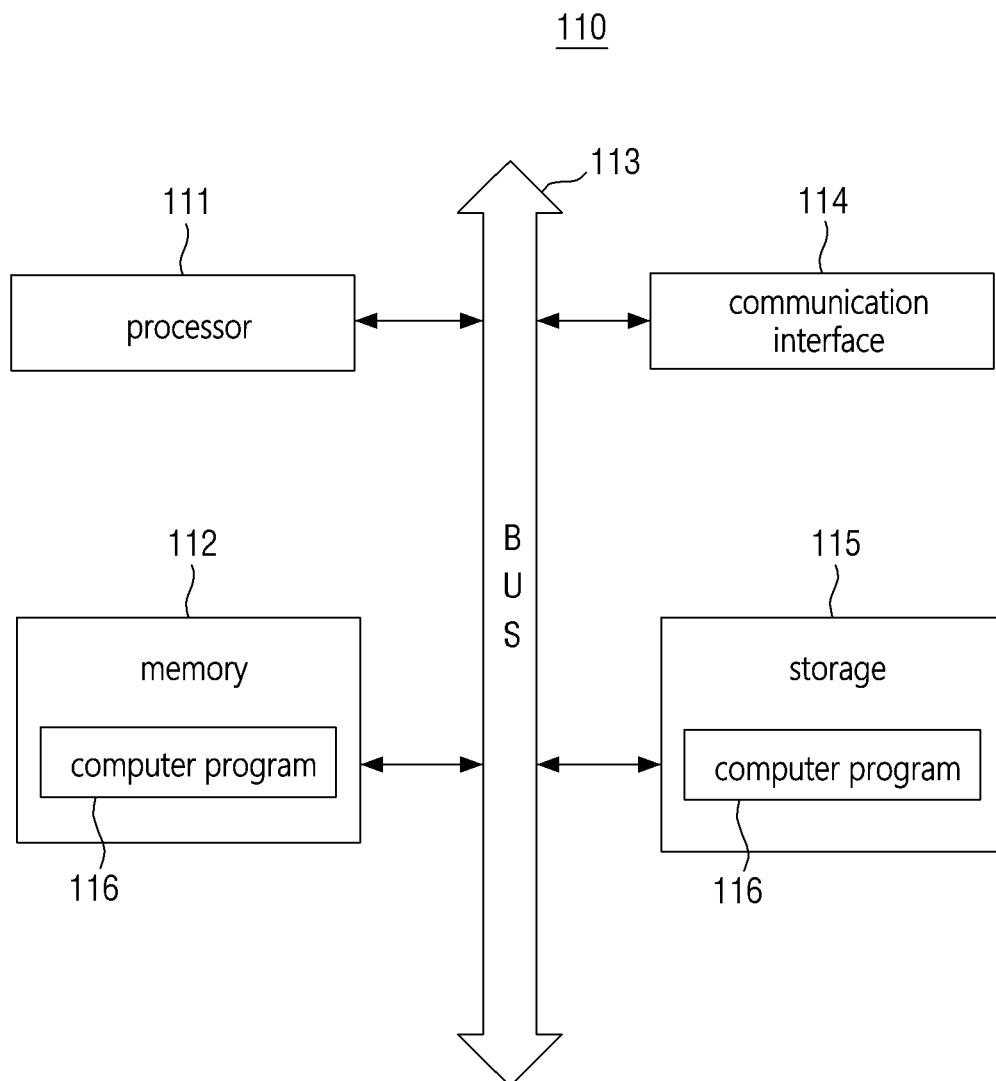 110
113
111
114
processor
communication
interface
B
U
S
112
115
memory
storage
computer program
computer program
116
116